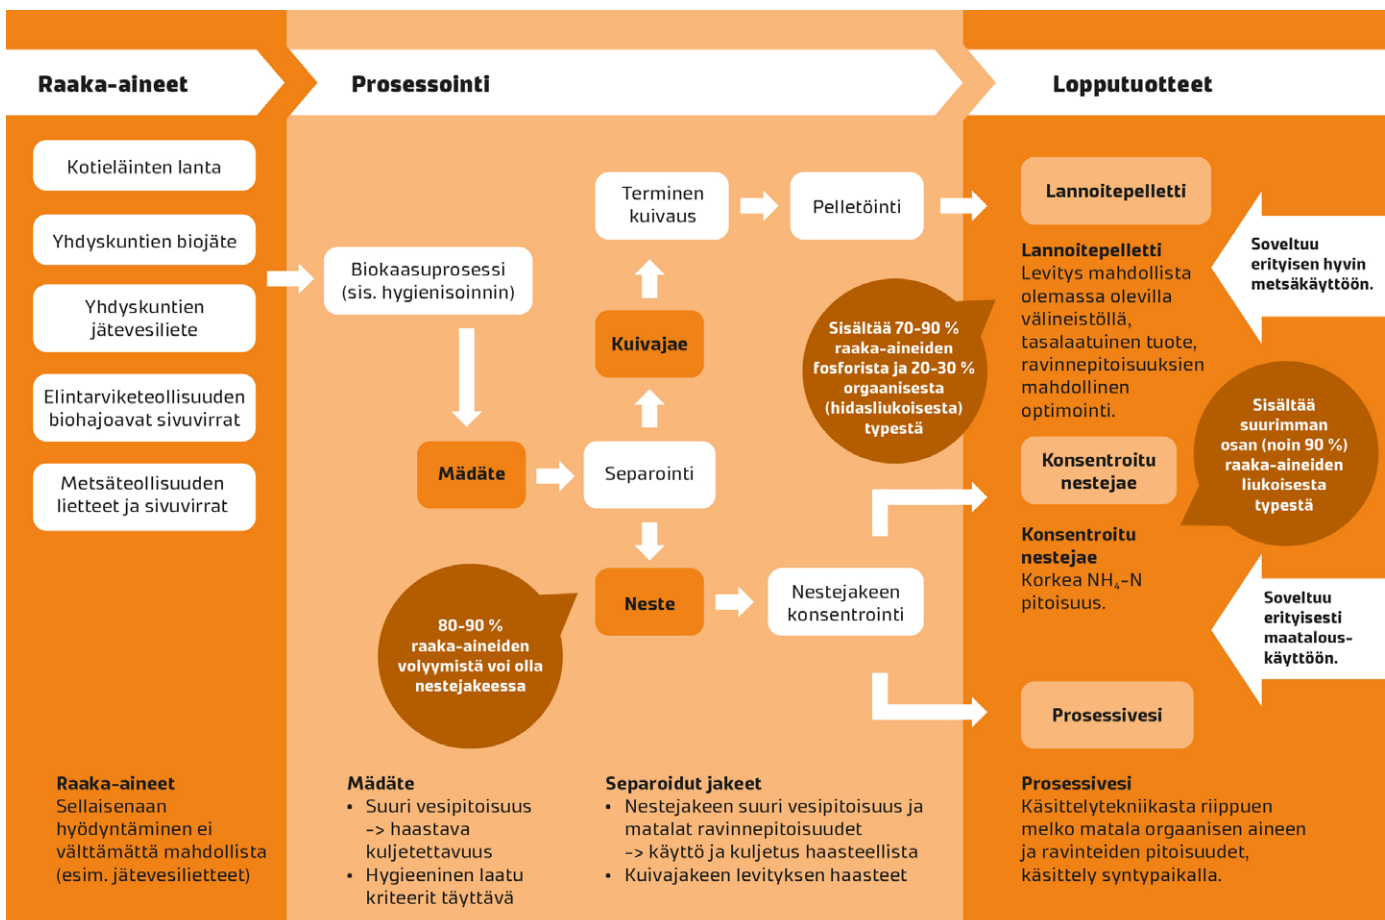 Raaka-aineet
Prosessointi
Lopputuotteet
Kotieläinten lanta
Yhdyskuntien biojäte
Yhdyskuntien
jätevesiliete
Elintarviketeollisuuden
biohajoavat sivuvirrat
Metsäteollisuuden
lietteet ja sivuvirrat
Biokaasuprosessi
(sis. hygienisoinnin)
Mädäte
Separointi
Kuivajae
Terminen
kuivaus
Pelletöinti
Neste
Nestejakeen
konsentrointi
80-90 %
raaka-aineiden
volyymistä voi olla
nestejakeessa
Sisältää 70-90 %
raaka-aineiden
fosforista ja 20-30 %
orgaanisesta
(hidasliukoisesta)
typestä
Lannoitepelletti
Lannoitepelletti
Levitys mahdollista
olemassa olevilla
välineistöllä,
tasalaatuinen tuote,
ravinnepitoisuuksien
mahdollinen
optimointi.
Soveltuu
erityisen hyvin
metsäkäyttöön.
Konsentroitu
nestejae
Konsentroitu
nestejae
Korkea NH₄-N
pitoisuus.
Sisältää
suurimman
osan (noin 90 %)
raaka-aineiden
liukoisesta
typestä
Soveltuu
erityisesti
maatalous-
käyttöön.
Prosessivesi
Raaka-aineet
Sellaisenaan
hyödyntäminen ei
välttämättä mahdollista
(esim. jätevesilietteet)
Mädäte
• Suuri vesipitoisuus
-> haastava
kuljetettavuus
• Hygieeninen laatu
kriteerit täyttävä
Separoidut jakeet
• Nestejakeen suuri vesipitoisuus ja
matalat ravinnepitoisuudet
-> käyttö ja kuljetus haasteellista
• Kuivajakeen levityksen haasteet
Prosessivesi
Käsittelytekniikasta riippuen
melko matala orgaanisen aineen
ja ravinteiden pitoisuudet,
käsittely syntypaikalla.